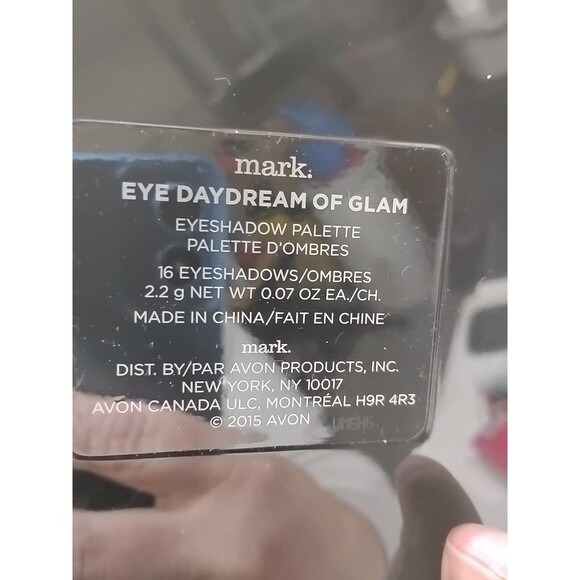 mark.
EYE DAYDREAM OF GLAM
EYESHADOW PALETTE
PALETTE D'OMBRES
16 EYESHADOWS/OMBRES
2.2 g NET WT 0.07 OZ EA./CH.
MADE IN CHINA/FAIT EN CHINE
mark.
DIST. BY/PAR AVON PRODUCTS, INC.
NEW YORK, NY 10017
AVON CANADA ULC, MONTRÉAL H9R 4R3
© 2015 AVON